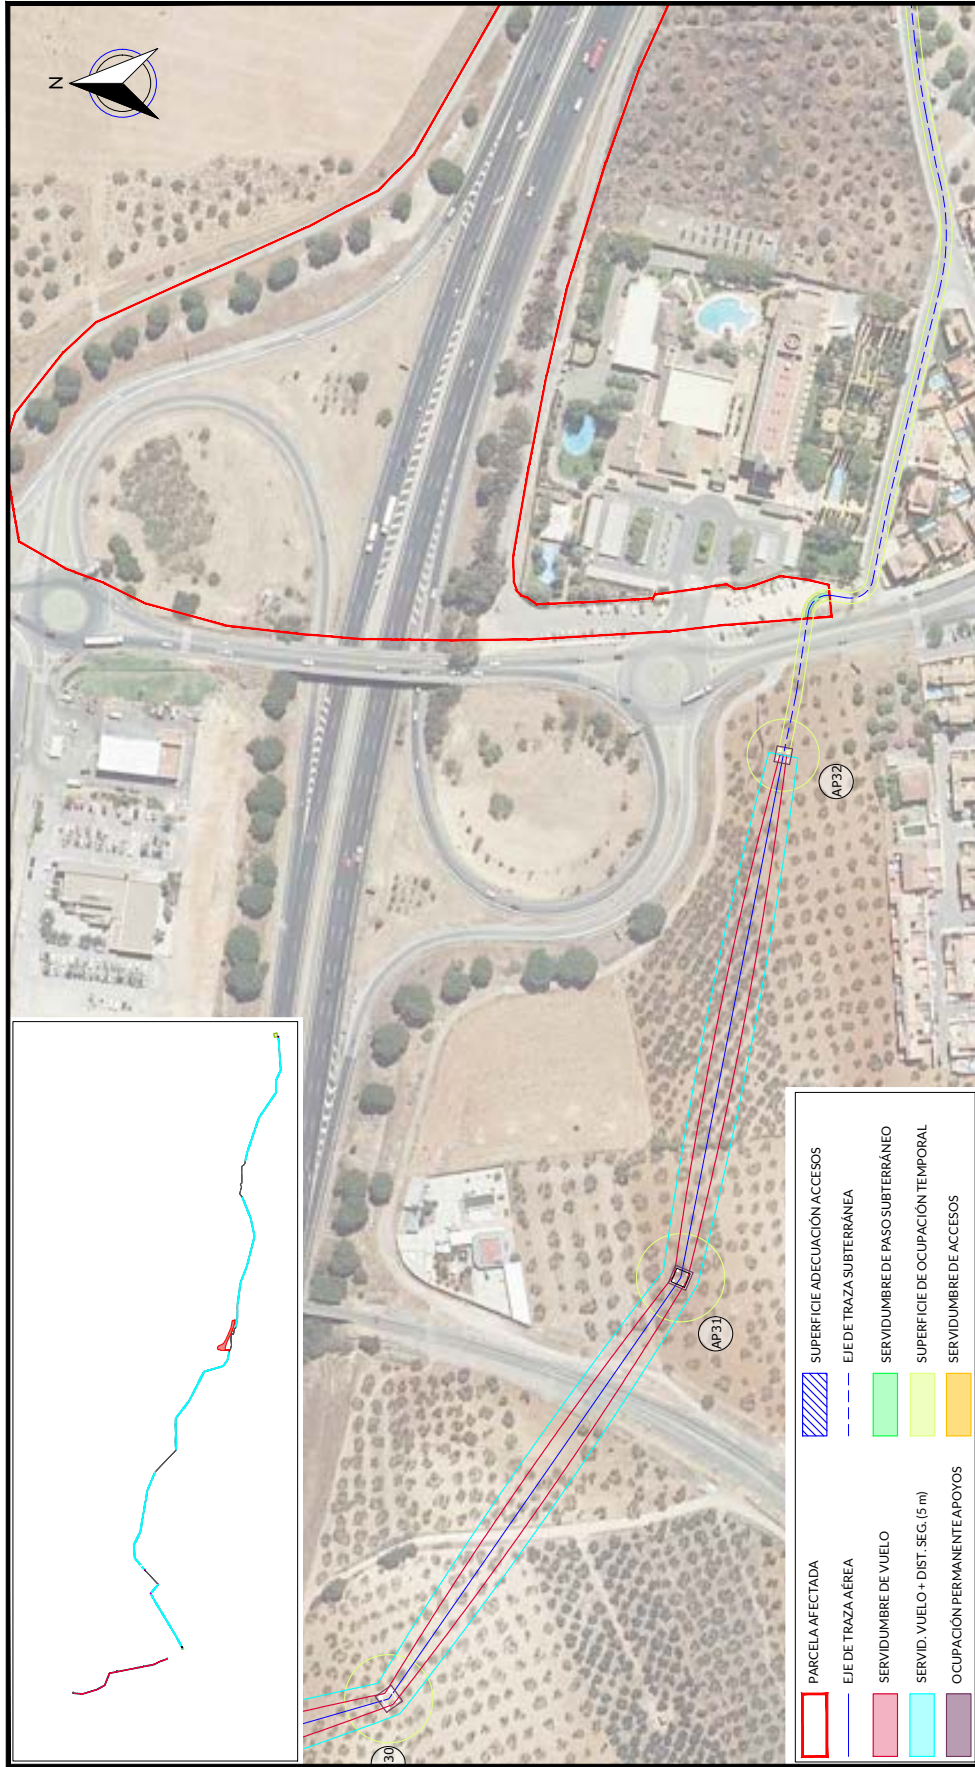 N
AP32
AP31
30
PARCELA AFECTADA
EJE DE TRAZA AÉREA
SERVIDUMBRE DE VUELO
SERVID. VUELO + DIST. SEG. (5 m)
OCUPACIÓN PERMANENTE APOYOS
SUPERFICIE ADECUACIÓN ACCESOS
EJE DE TRAZA SUBTERRÁNEA
SERVIDUMBRE DE PASO SUBTERRÁNEO
SUPERFICIE DE OCUPACIÓN TEMPORAL
SERVIDUMBRE DE ACCESOS